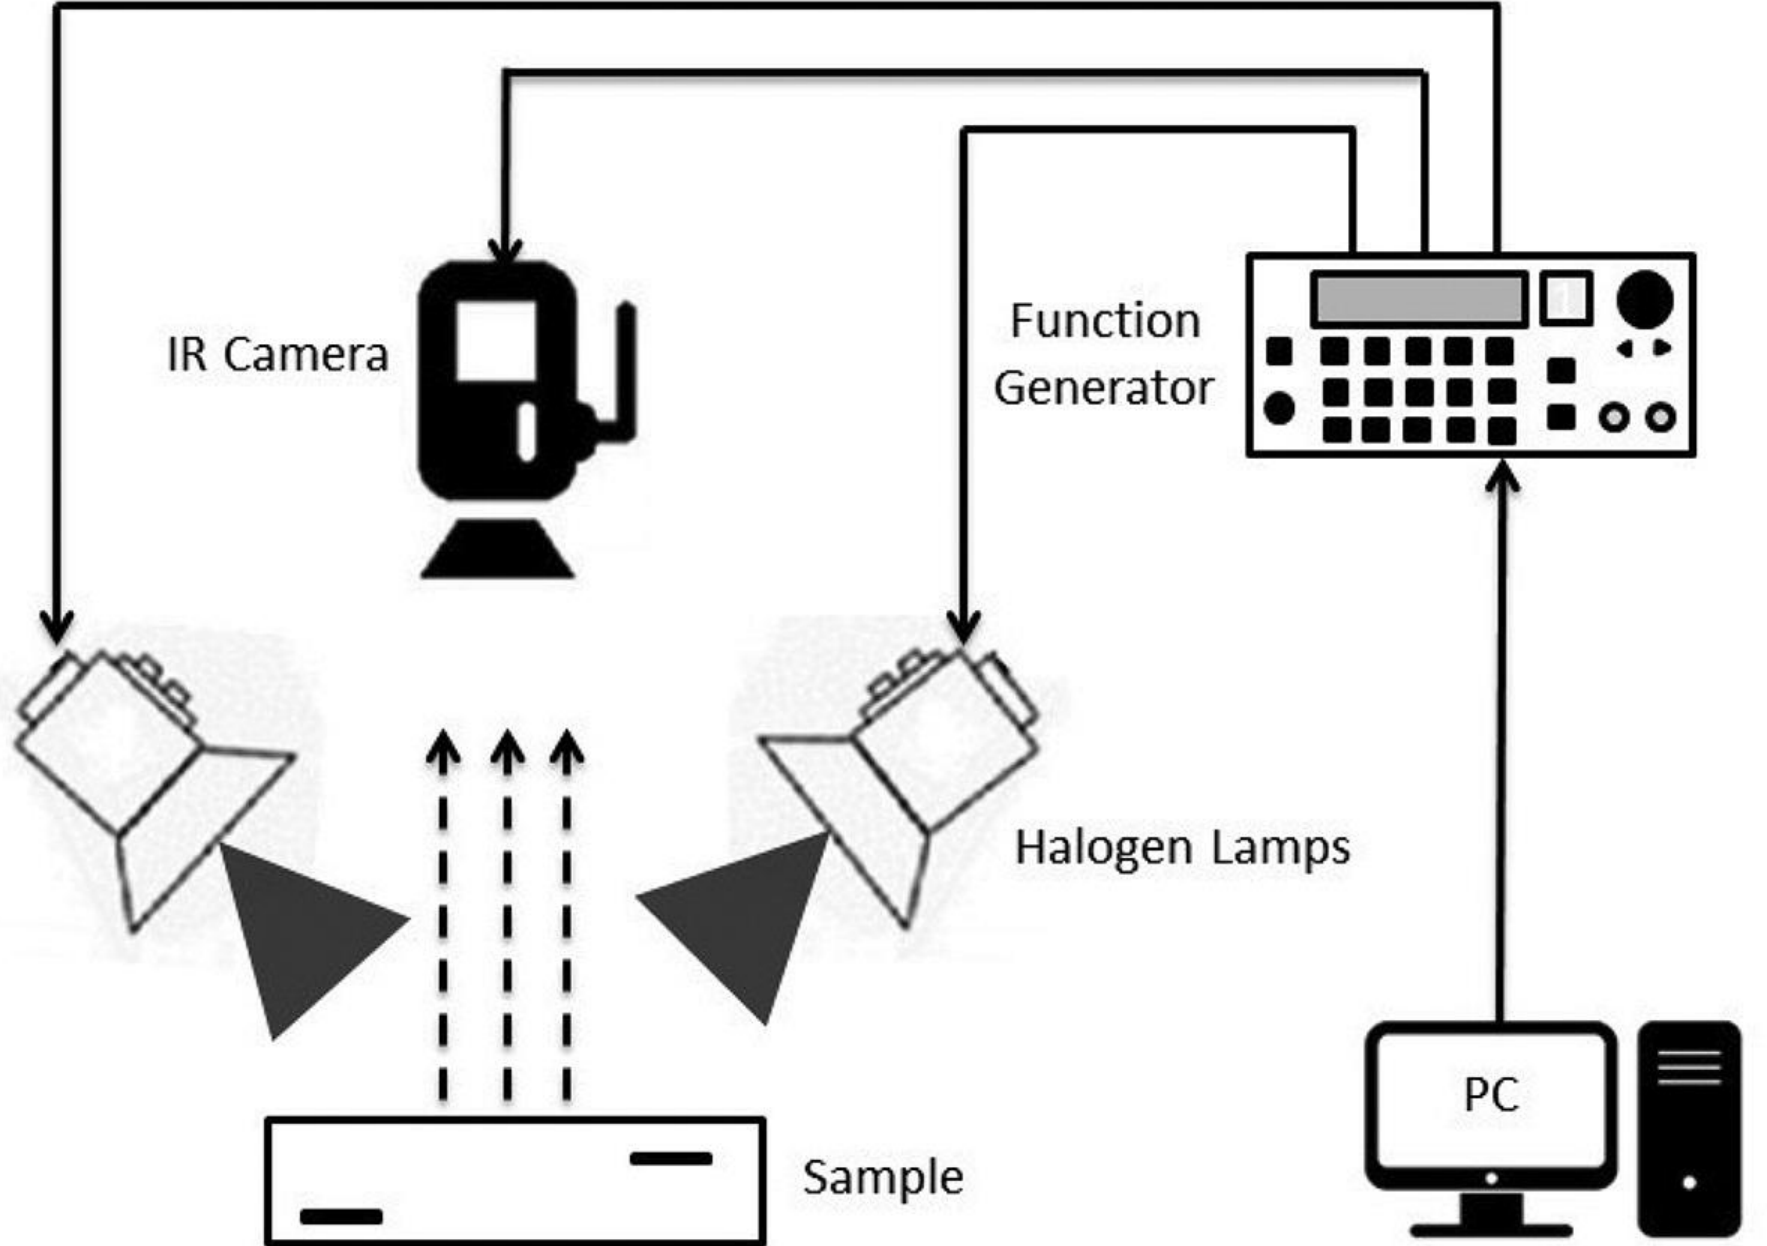 IR Camera
Function
Generator
Halogen Lamps
PC
Sample